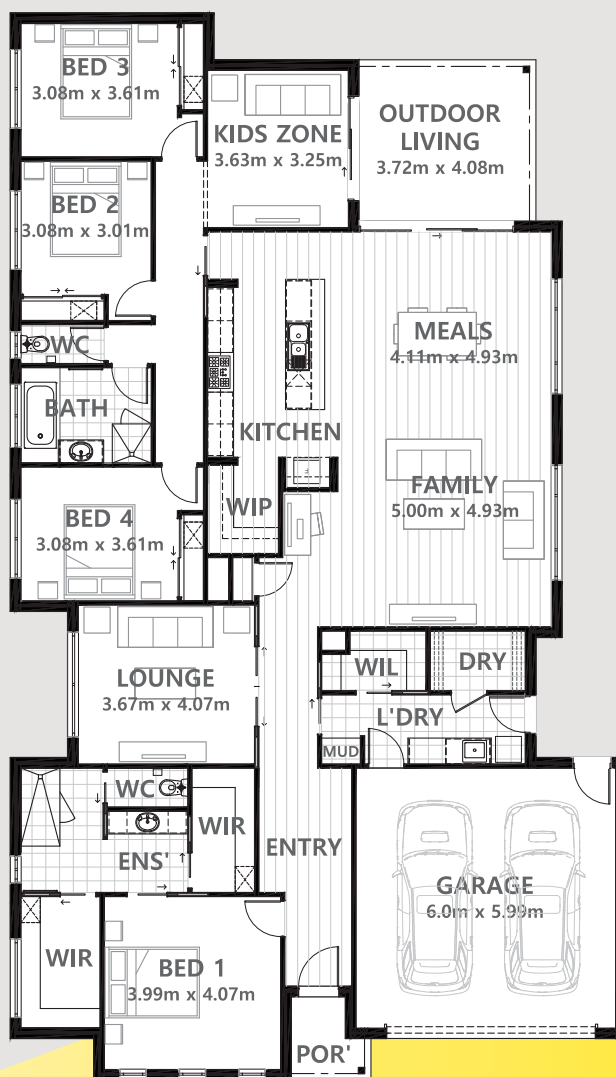 BED 3
3.08m x 3.61m
KIDS ZONE
3.63m x 3.25m
OUTDOOR
LIVING
3.72m x 4.08m
BED 2
3.08m x 3.01m
WC
BATH
MEALS
4.11m x 4.93m
KITCHEN
FAMILY
5.00m x 4.93m
WIP
BED 4
3.08m x 3.61m
LOUNGE
3.67m x 4.07m
WIL
DRY
L'DRY
MUD
WC
WIR
ENS'
ENTRY
GARAGE
6.0m x 5.99m
WIR
BED 1
3.99m x 4.07m
POR'